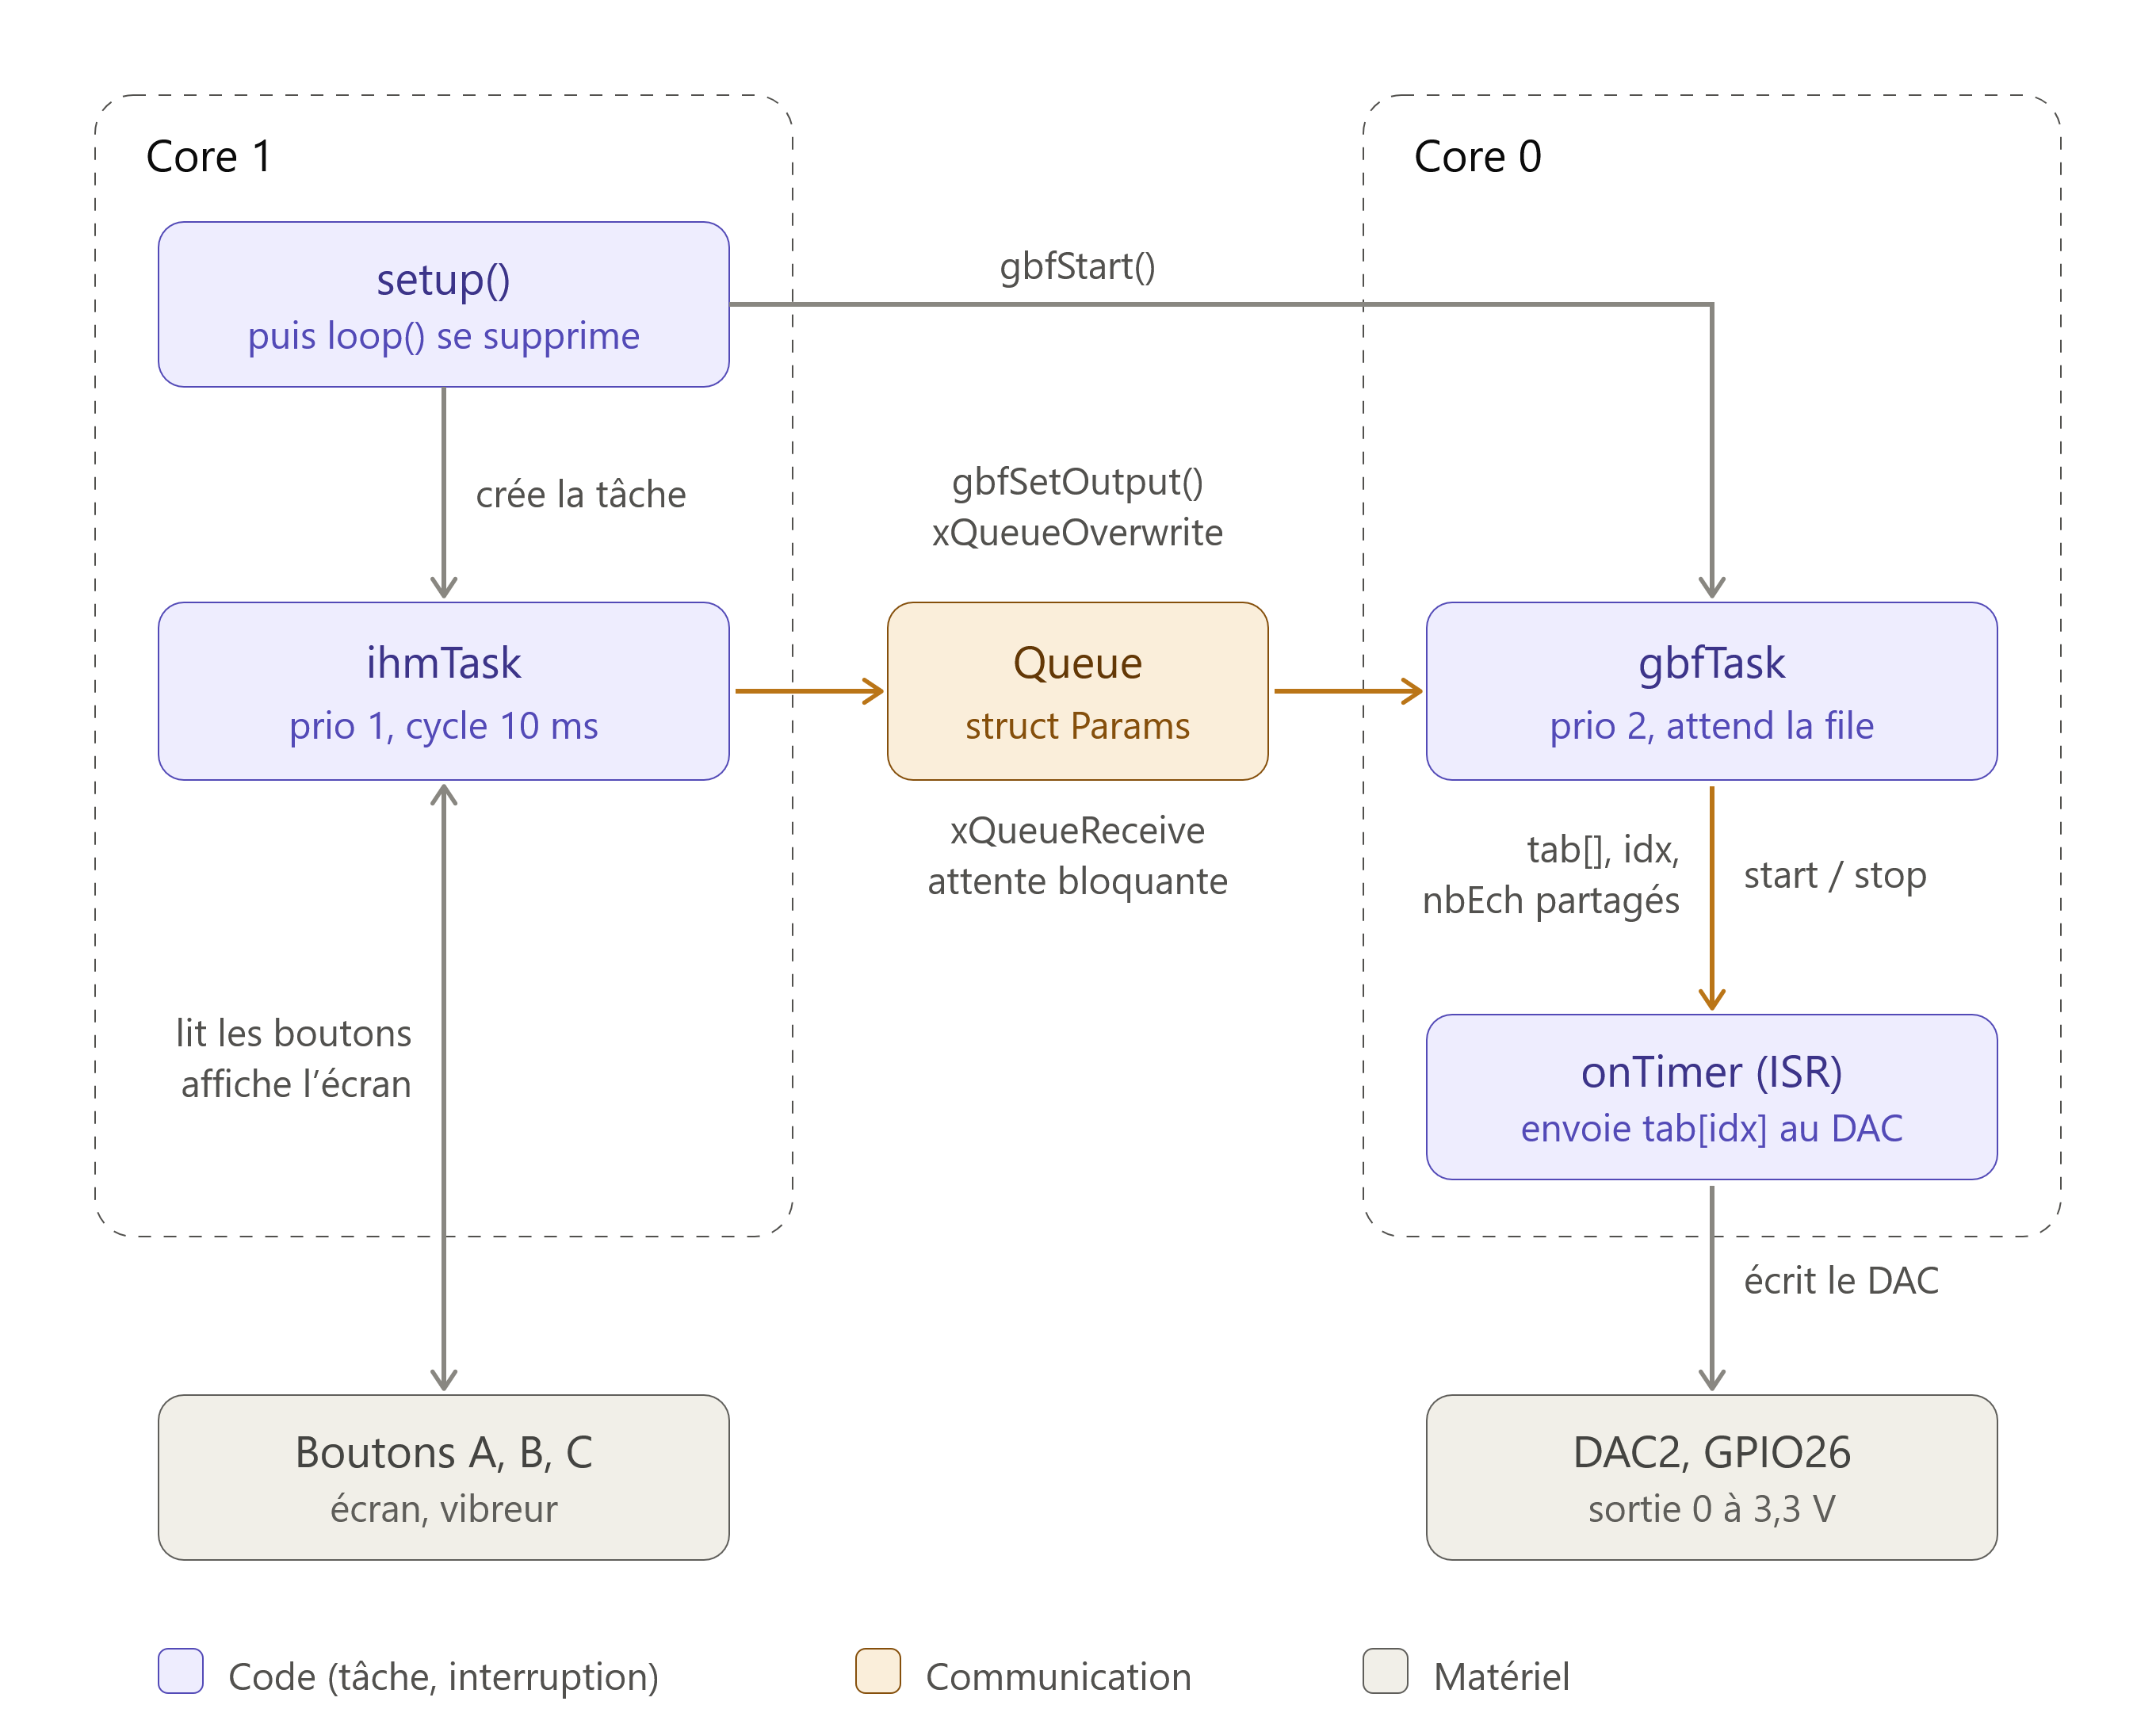 Core 1
Core 0
setup()
puis loop() se supprime
gbfStart()
crée la tâche
gbfSetOutput()
xQueueOverwrite
ihmTask
prio 1, cycle 10 ms
Queue
struct Params
gbfTask
prio 2, attend la file
xQueueReceive
attente bloquante
tab[], idx,
nbEch partagés
start / stop
lit les boutons
affiche l’écran
onTimer (ISR)
envoie tab[idx] au DAC
écrit le DAC
Boutons A, B, C
écran, vibreur
DAC2, GPIO26
sortie 0 à 3,3 V
Code (tâche, interruption)
Communication
Matériel